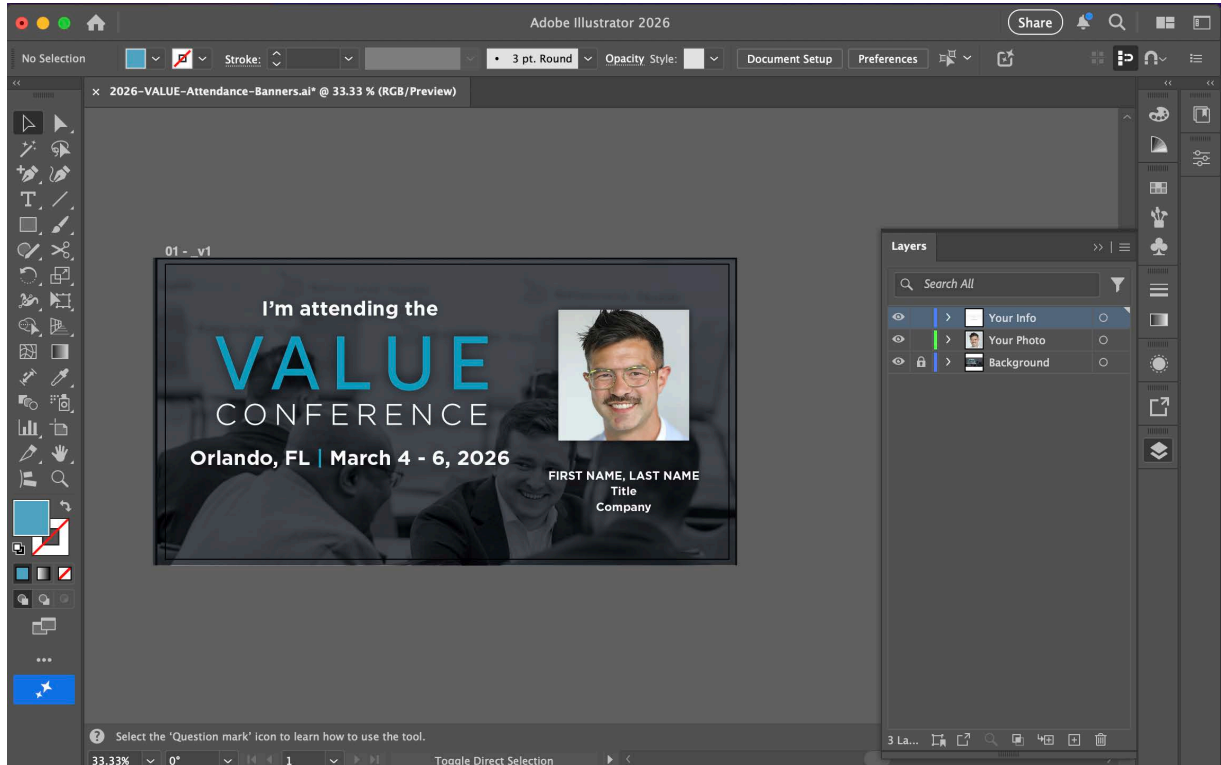 Adobe Illustrator 2026
Share
No Selection
Stroke:
3 pt. Round
Opacity
Style:
Document Setup
Preferences
× 2026-VALUE-Attendance-Banners.ai* @ 33.33 % (RGB/Preview)
01 - _v1
I'm attending the
VALUE
CONFERENCE
Orlando, FL | March 4 - 6, 2026
FIRST NAME, LAST NAME
Title
Company
Layers
Search All
Your Info
Your Photo
Background
3 La...
Select the 'Question mark' icon to learn how to use the tool.
33.33%
0°
1
Toggle Direct Selection